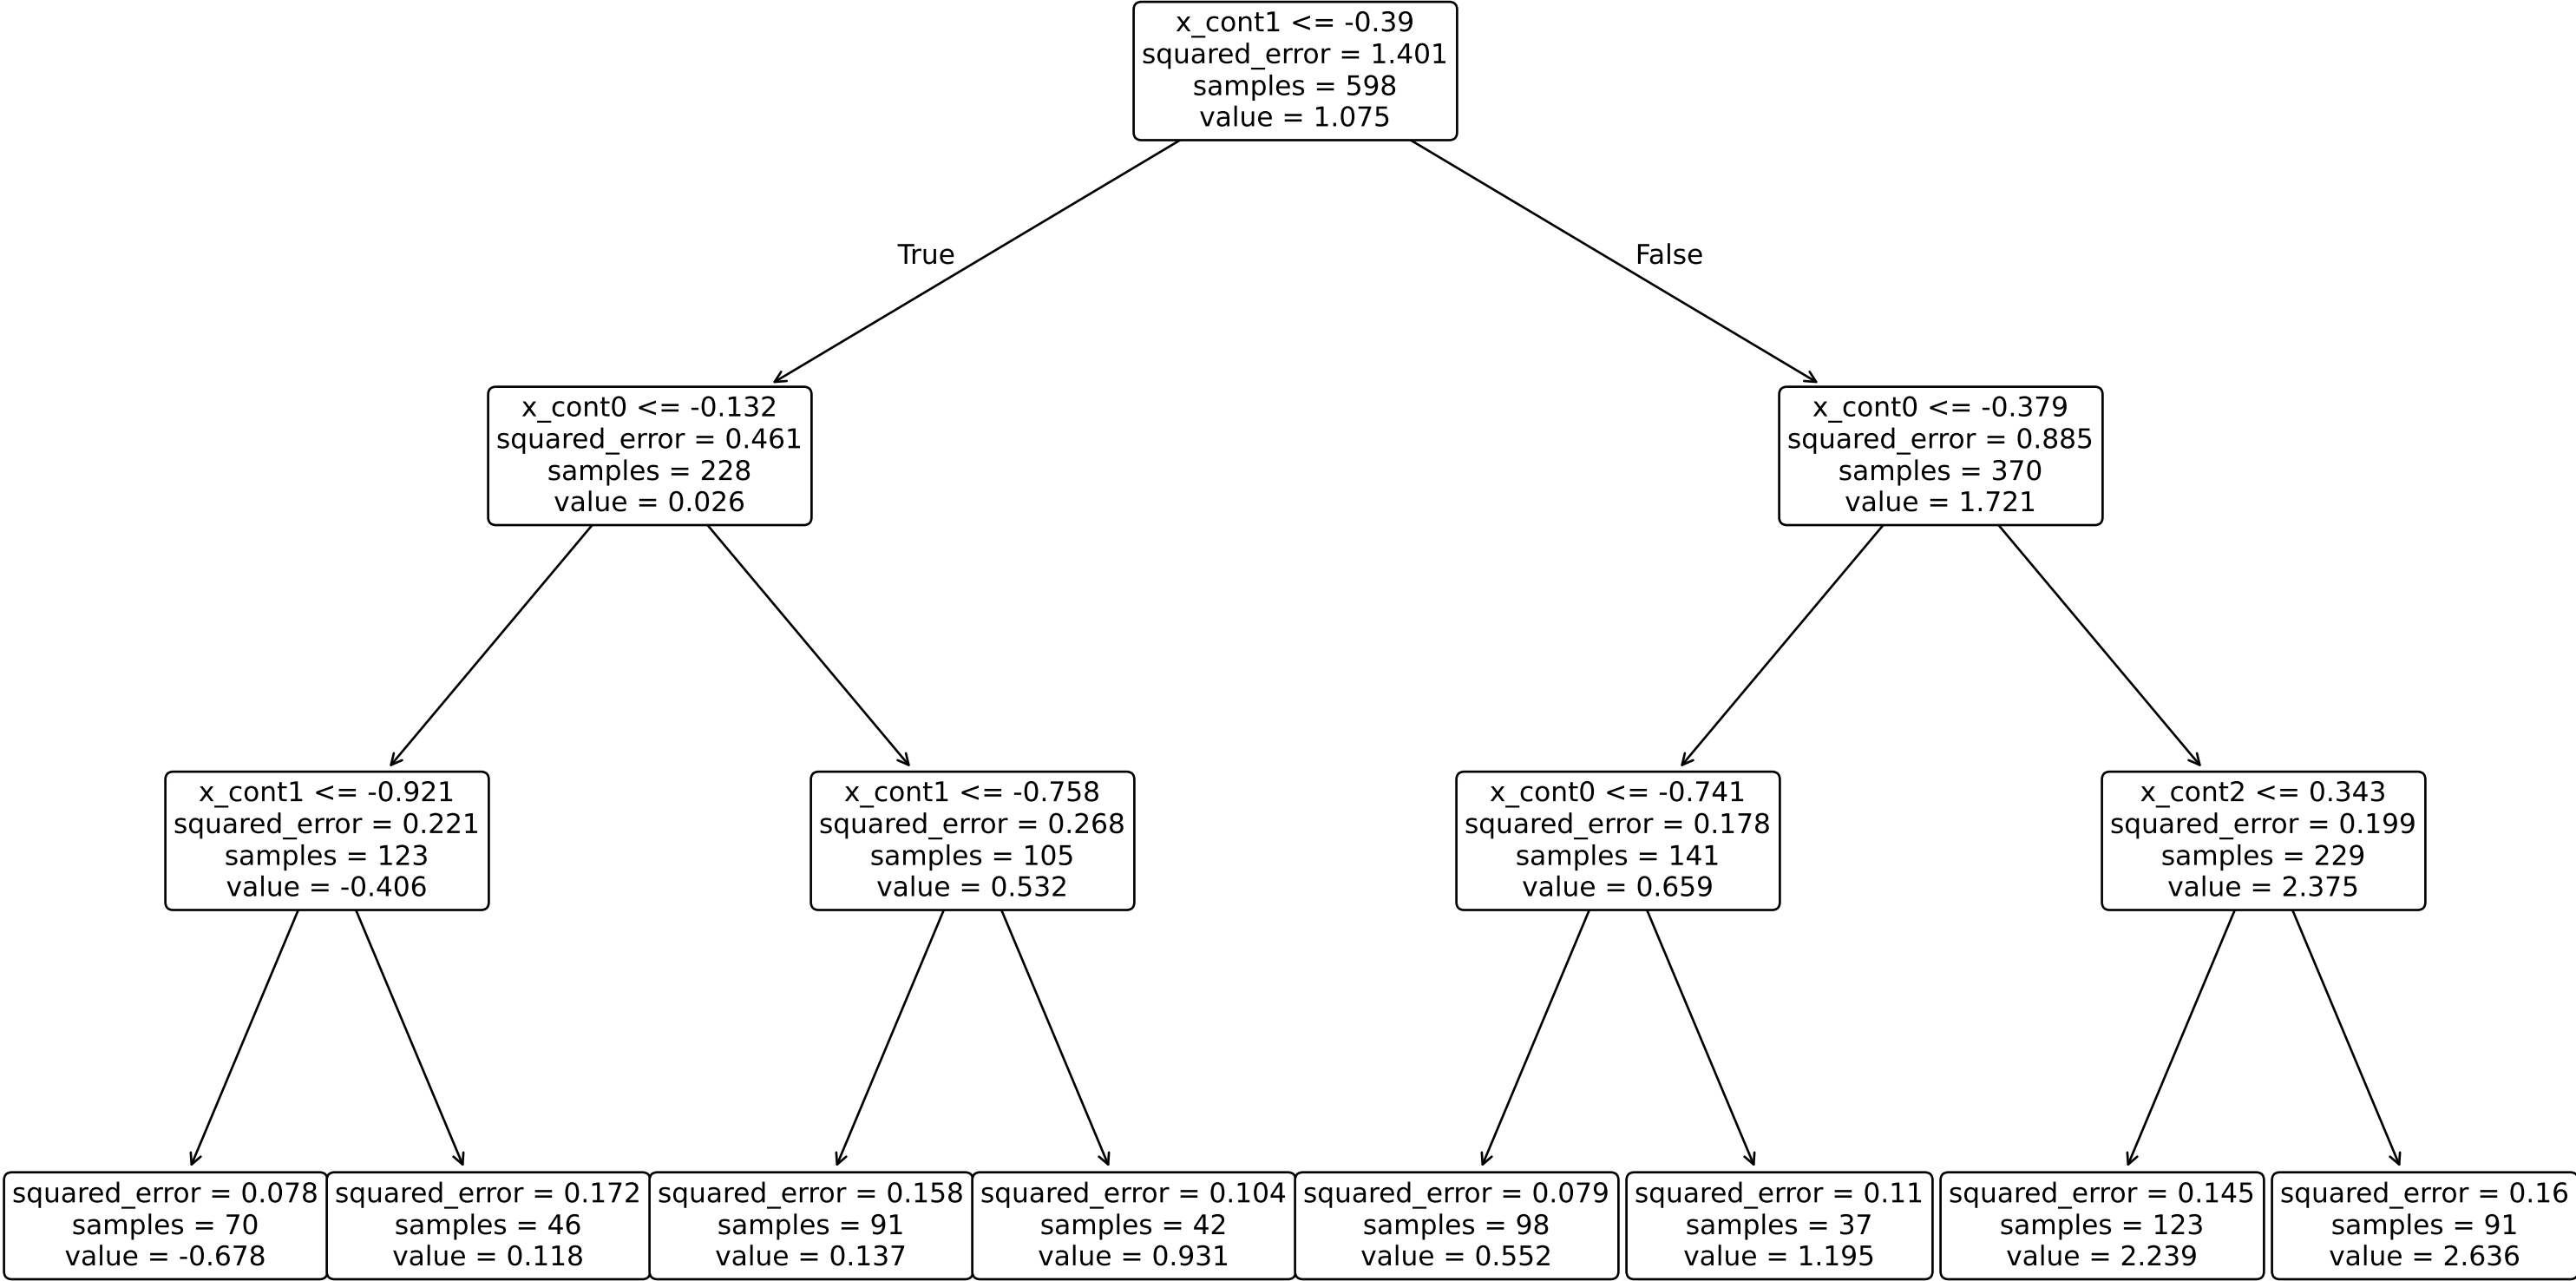 x_cont1 <= -0.39
squared_error = 1.401
samples = 598
value = 1.075
True
False
x_cont0 <= -0.132
squared_error = 0.461
samples = 228
value = 0.026
x_cont0 <= -0.379
squared_error = 0.885
samples = 370
value = 1.721
x_cont1 <= -0.921
squared_error = 0.221
samples = 123
value = -0.406
x_cont1 <= -0.758
squared_error = 0.268
samples = 105
value = 0.532
x_cont0 <= -0.741
squared_error = 0.178
samples = 141
value = 0.659
x_cont2 <= 0.343
squared_error = 0.199
samples = 229
value = 2.375
squared_error = 0.078
samples = 70
value = -0.678
squared_error = 0.172
samples = 46
value = 0.118
squared_error = 0.158
samples = 91
value = 0.137
squared_error = 0.104
samples = 42
value = 0.931
squared_error = 0.079
samples = 98
value = 0.552
squared_error = 0.11
samples = 37
value = 1.195
squared_error = 0.145
samples = 123
value = 2.239
squared_error = 0.16
samples = 91
value = 2.636